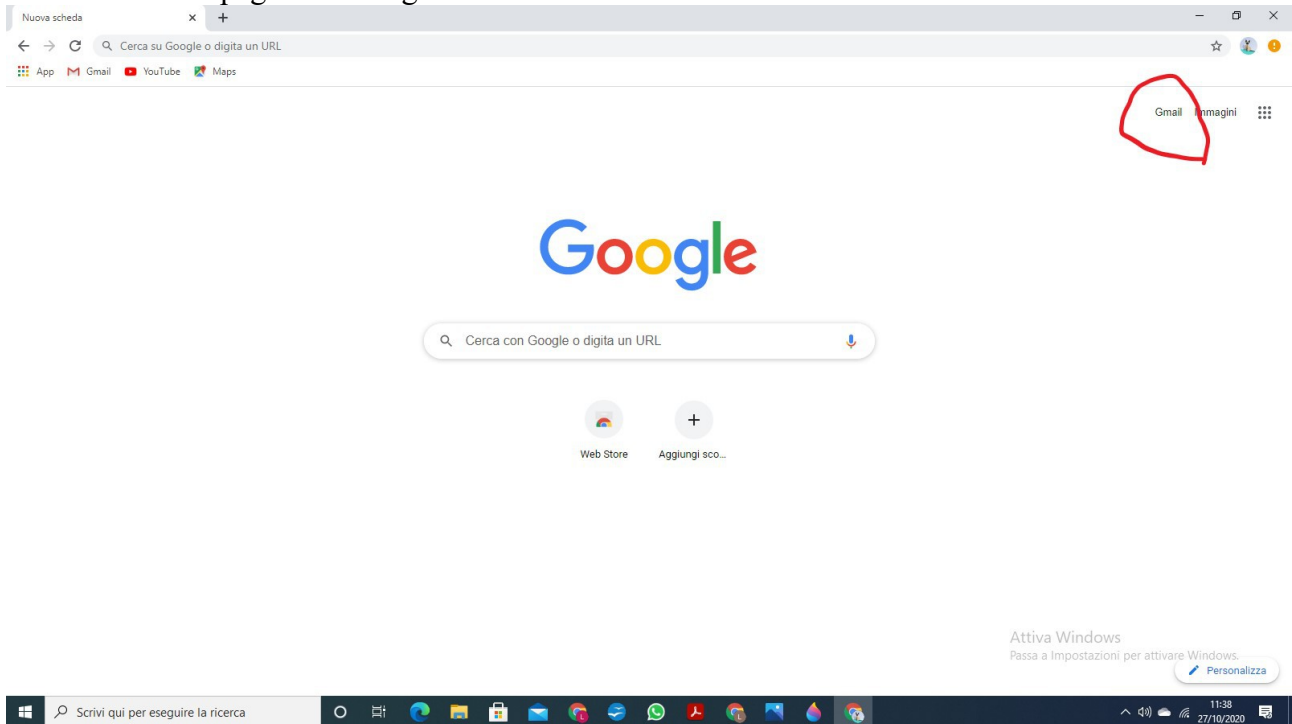 Nuova scheda
Cerca su Google o digita un URL
App Gmail YouTube Maps
Gmail Immagini
Google
Cerca con Google o digita un URL
Web Store Aggiungi sco...
Attiva Windows
Passa a Impostazioni per attivare Windows.
Personalizza
Scrivi qui per eseguire la ricerca
11:38
27/10/2020